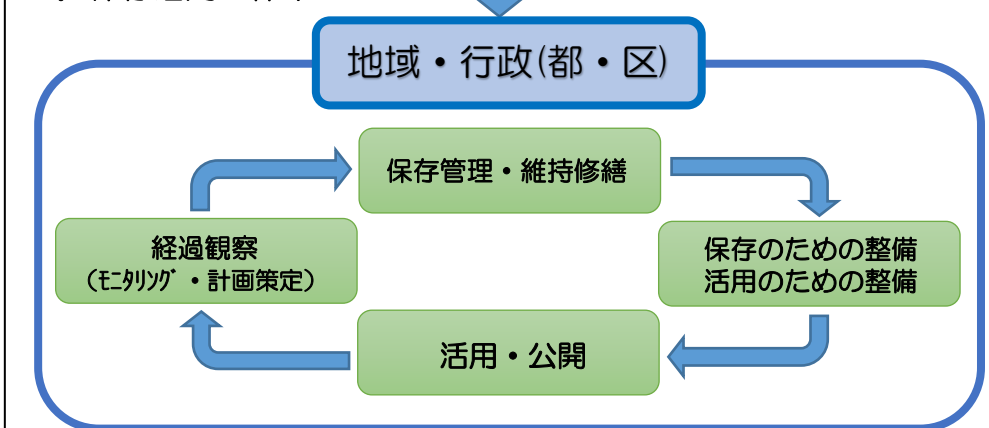 地域・行政(都・区)
保存管理・維持修繕
経過観察
(ﾓﾆﾀﾘﾝｸﾞ・計画策定)
保存のための整備
活用のための整備
活用・公開